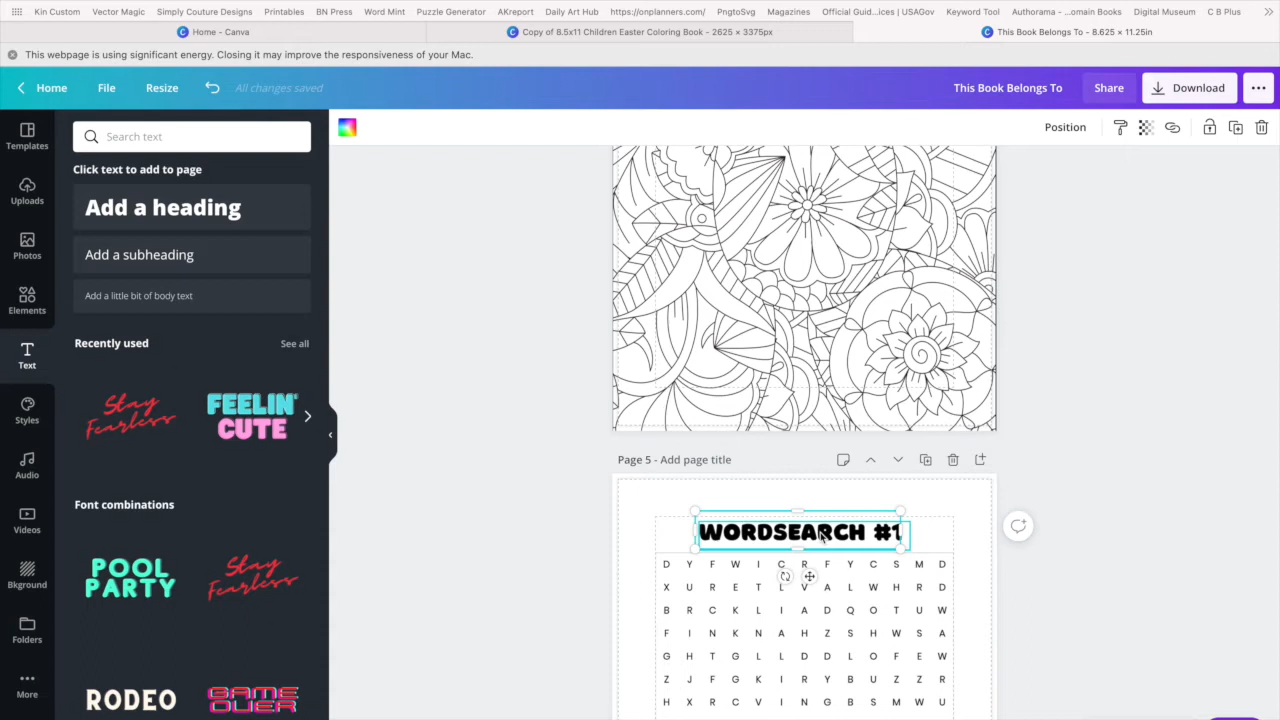 Kin Custom Vector Magic Simply Couture Designs Printables BN Press Word Mint Puzzle Generator AKreport Daily Art Hub https://onplanners.com/ PngtoSvg Magazines Official Guid...ices | USAGov Keyword Tool Authorama - ...omain Books Digital Museum C B Plus
Home - Canva Copy of 8.5x11 Children Easter Coloring Book - 2625 × 3375px This Book Belongs To - 8.625 × 11.25in
This webpage is using significant energy. Closing it may improve the responsiveness of your Mac.
Home File Resize All changes saved This Book Belongs To Share Download
Templates
Uploads
Photos
Elements
Text
Styles
Audio
Videos
Bkground
Folders
More
Search text
Click text to add to page
Add a heading
Add a subheading
Add a little bit of body text
Recently used See all
Stay Fearless
FEELIN' CUTE
Font combinations
POOL PARTY
Stay Fearless
RODEO
GAME OVER
Position
Page 5 - Add page title
WORDSEARCH #1
D Y F W I C R F Y C S M D
X U R E T L V A L W H R D
B R C K L I A D Q O T U W
F I N K N A H Z S H W S A
G H T G L L D D L O F E W
Z J F G K I R Y B U Z Z R
H X R C V I N G B S M W U